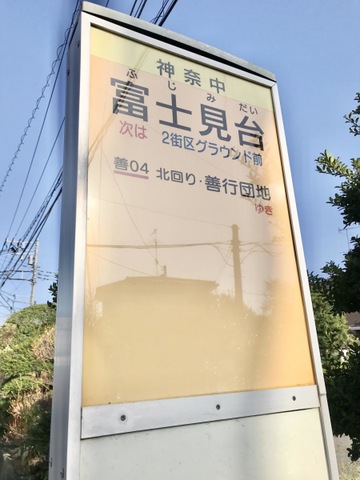 神奈中
ふじみだい
富士見台
次は 2街区グラウンド前
善04 北回り・善行団地
ゆき